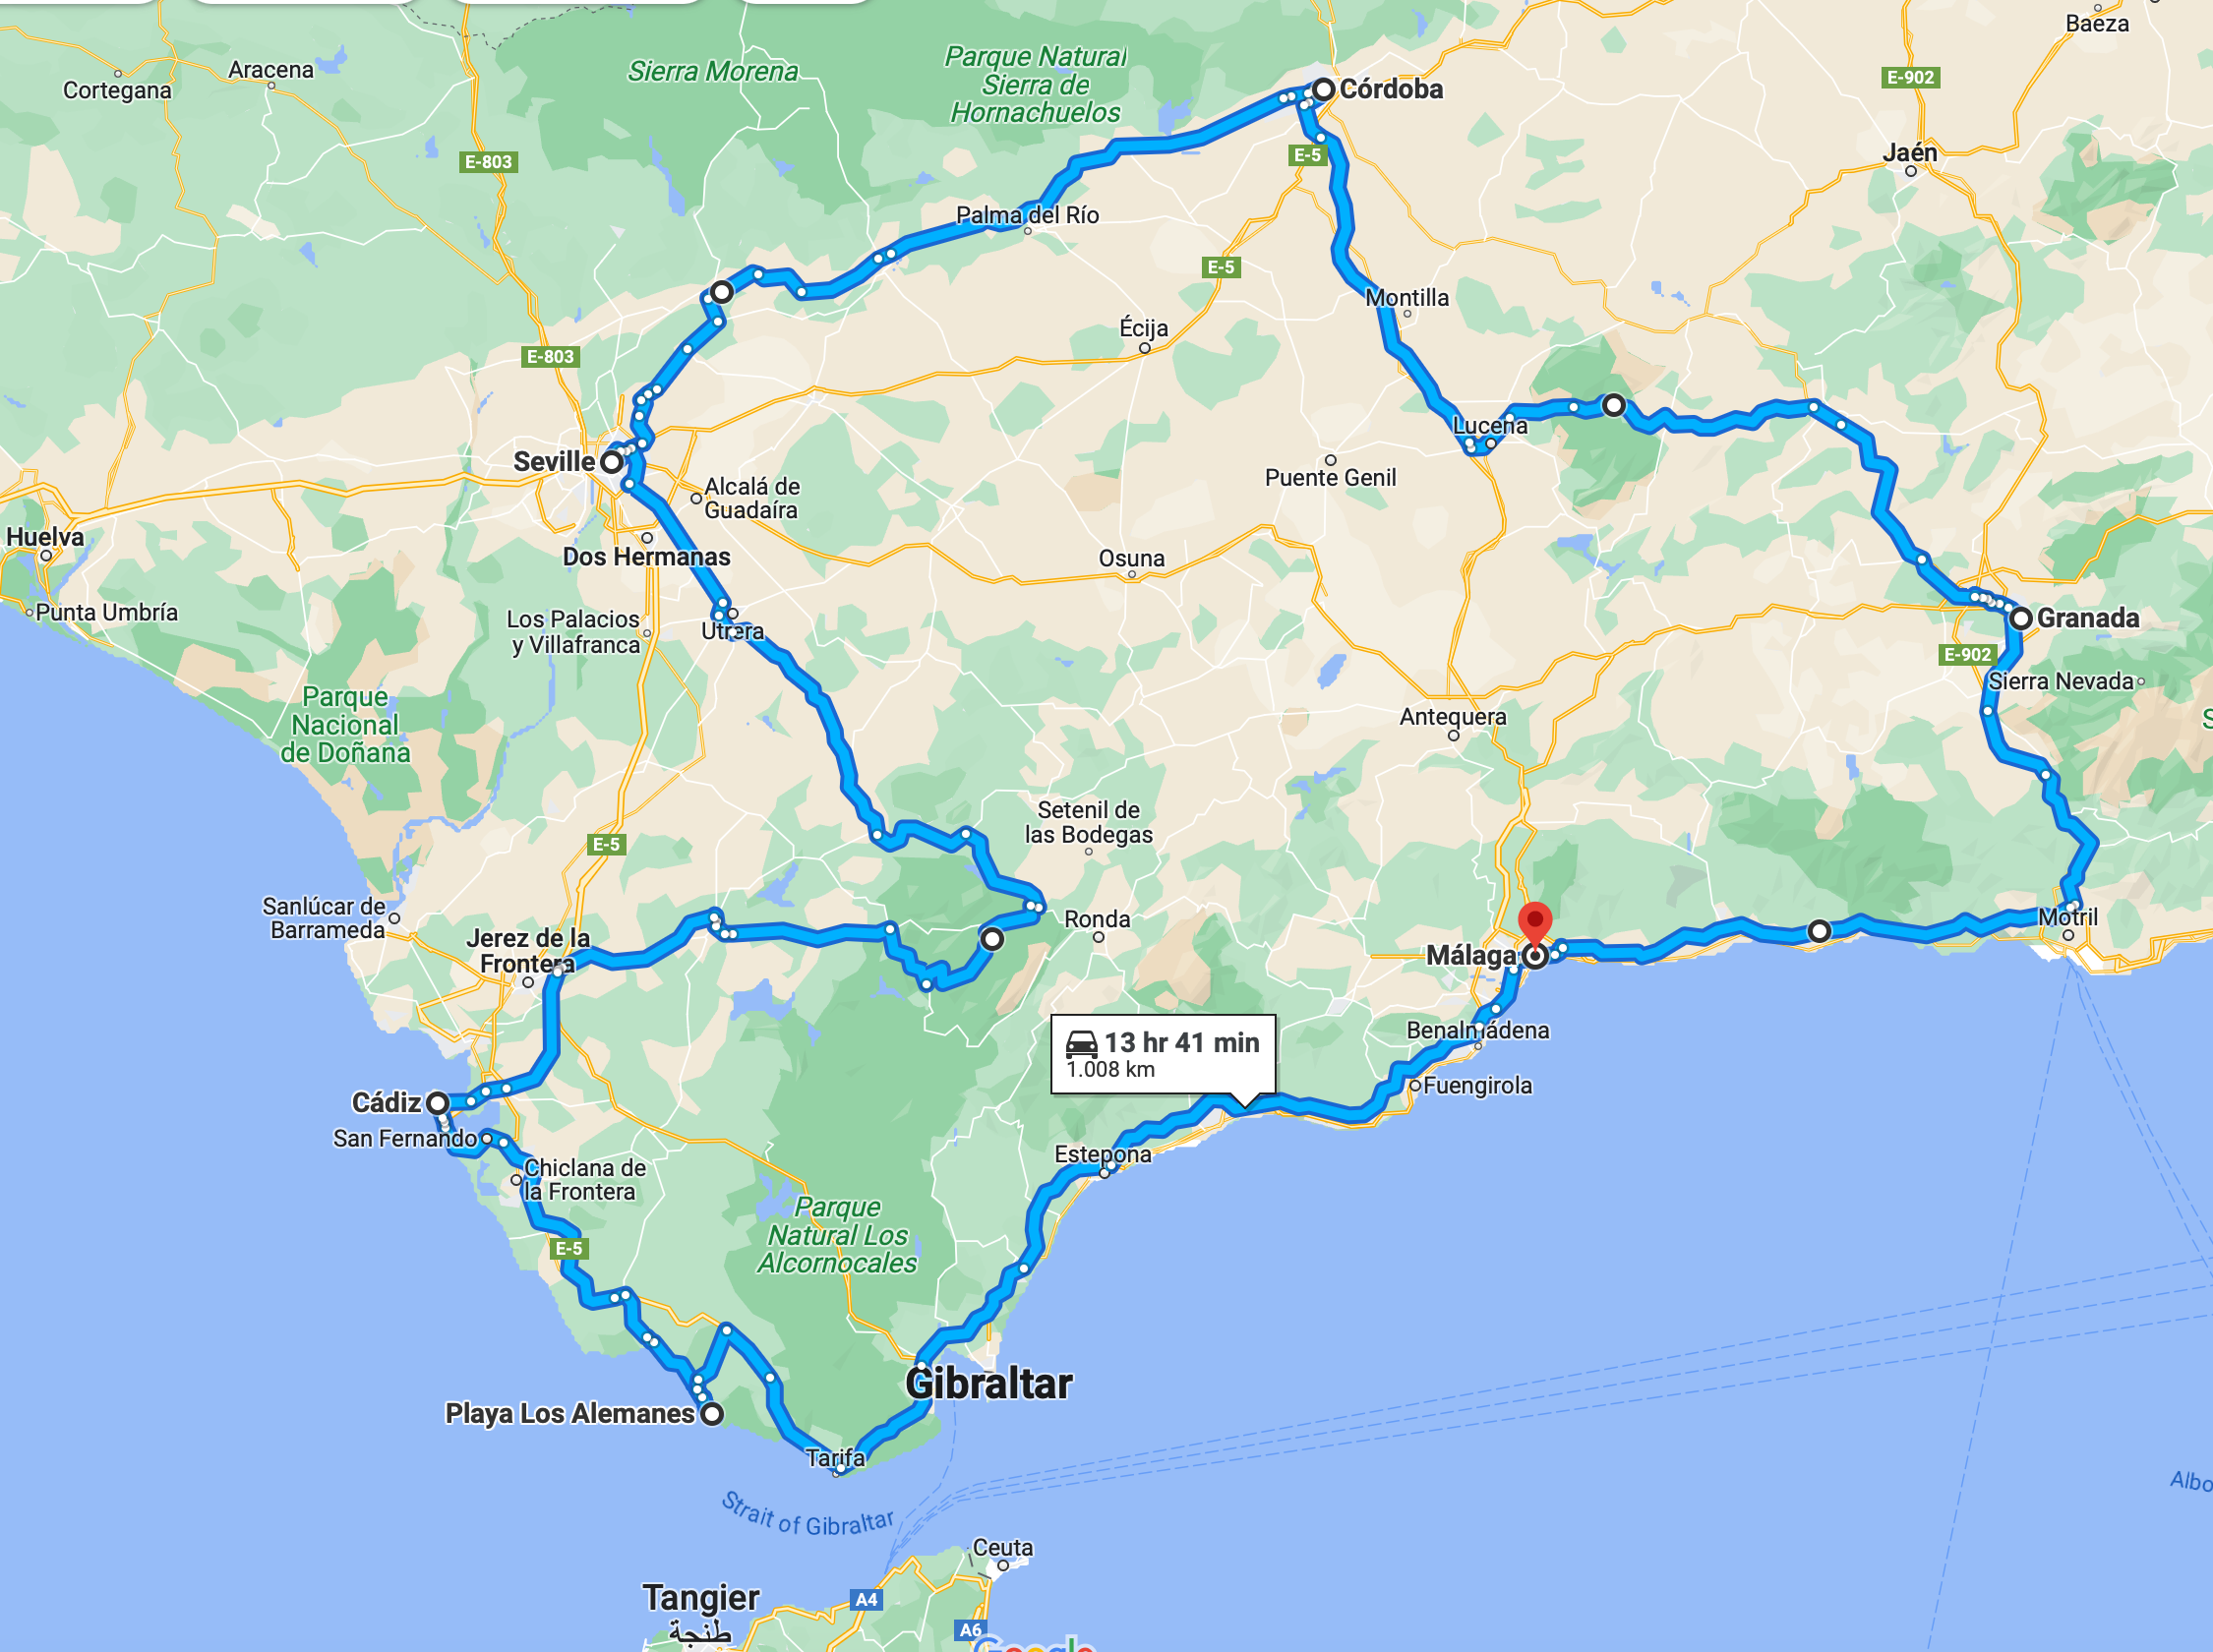 Baeza
Sierra Morena
Parque Natural
Sierra de
Hornachuelos
Cortegana
Aracena
E-902
Córdoba
E-803
E-5
Jaén
Palma del Río
E-5
Montilla
Écija
E-803
Lucena
Seville
Puente Genil
Alcalá de
Guadaíra
Huelva
Dos Hermanas
Osuna
Punta Umbría
Los Palacios
y Villafranca
Utrera
Granada
E-902
Sierra Nevada
S
Parque
Nacional
de Doñana
Antequera
Setenil de
las Bodegas
E-5
Sanlúcar de
Barrameda
Ronda
Motril
Jerez de la
Frontera
Málaga
13 hr 41 min
1.008 km
Benalmádena
Fuengirola
Cádiz
San Fernando
Estepona
Chiclana de
la Frontera
Parque
Natural Los
Alcornocales
E-5
Gibraltar
Playa Los Alemanes
Tarifa
Strait of Gibraltar
Albo
Ceuta
Tangier
طنجة
A4
A6
Google